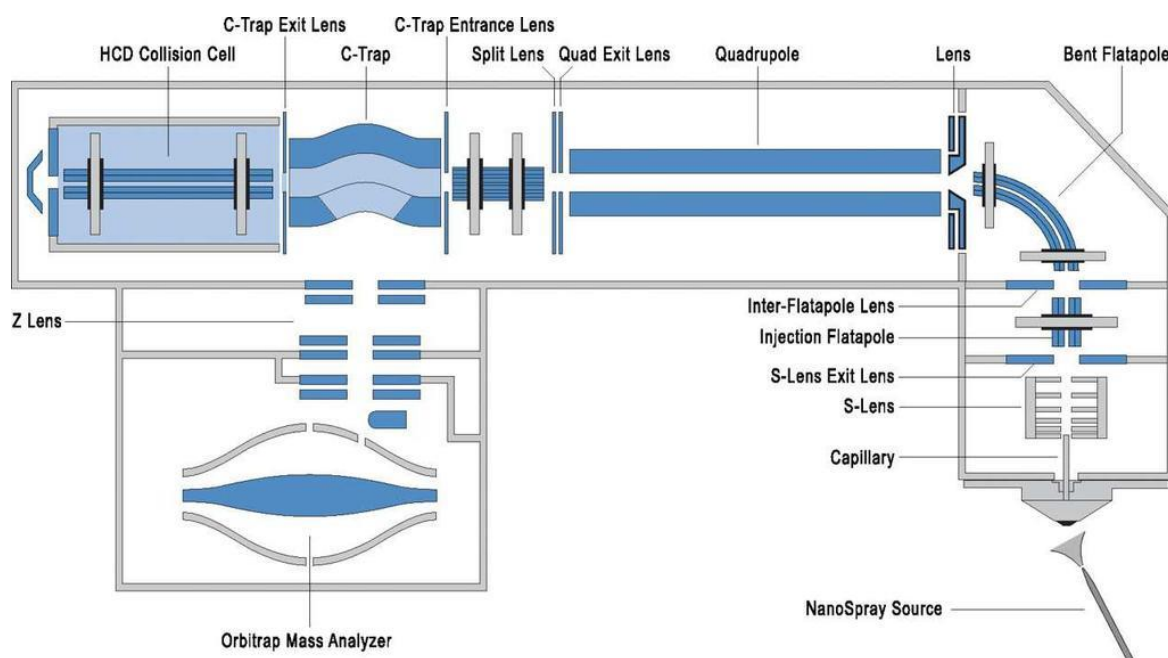 C-Trap Exit Lens
C-Trap Entrance Lens
HCD Collision Cell
C-Trap
Split Lens
Quad Exit Lens
Quadrupole
Lens
Bent Flatapole
Z Lens
Inter-Flatapole Lens
Injection Flatapole
S-Lens Exit Lens
S-Lens
Capillary
NanoSpray Source
Orbitrap Mass Analyzer